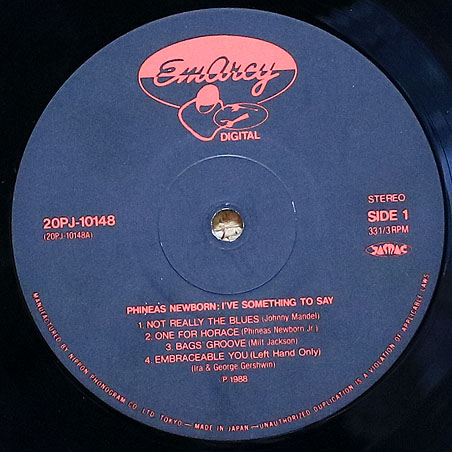 EmArcy
DIGITAL
20PJ-10148
(20PJ-10148A)
STEREO
SIDE 1
33 1/3 RPM
JASRAC
PHINEAS NEWBORN: I'VE SOMETHING TO SAY
1. NOT REALLY THE BLUES (Johnny Mandel)
2. ONE FOR HORACE (Phineas Newborn Jr.)
3. BAGS' GROOVE (Milt Jackson)
4. EMBRACEABLE YOU (Left Hand Only)
(Ira & George Gershwin)
P 1988
MANUFACTURED BY NIPPON PHONOGRAM CO. LTD. TOKYO — MADE IN JAPAN — UNAUTHORIZED DUPLICATION IS A VIOLATION OF APPLICABLE LAWS